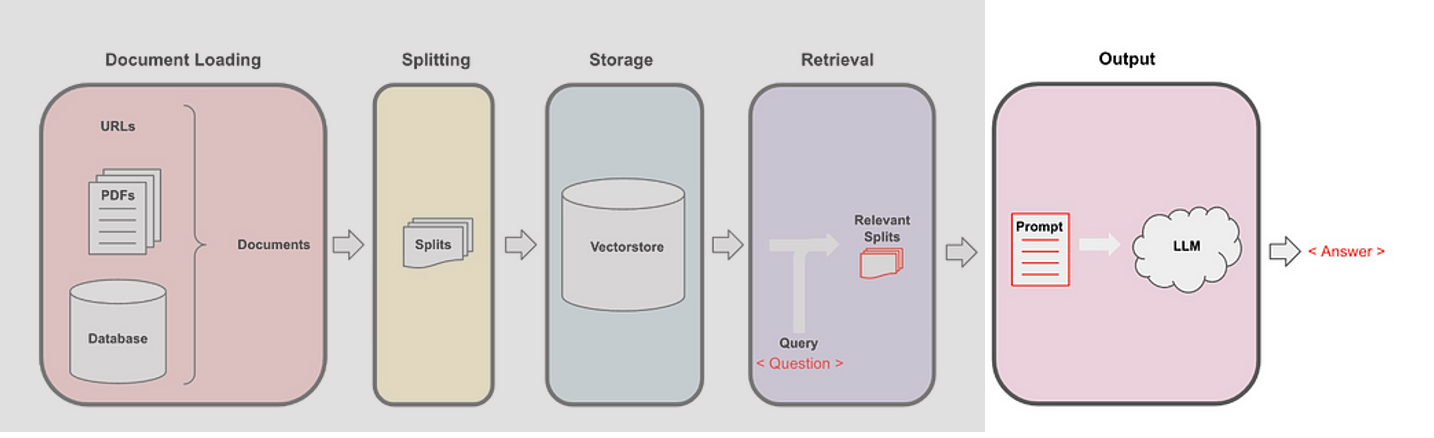 Document Loading
URLs
PDFs
Database
Documents
Splitting
Splits
Storage
Vectorstore
Retrieval
Relevant
Splits
Query
< Question >
Output
Prompt
LLM
< Answer >